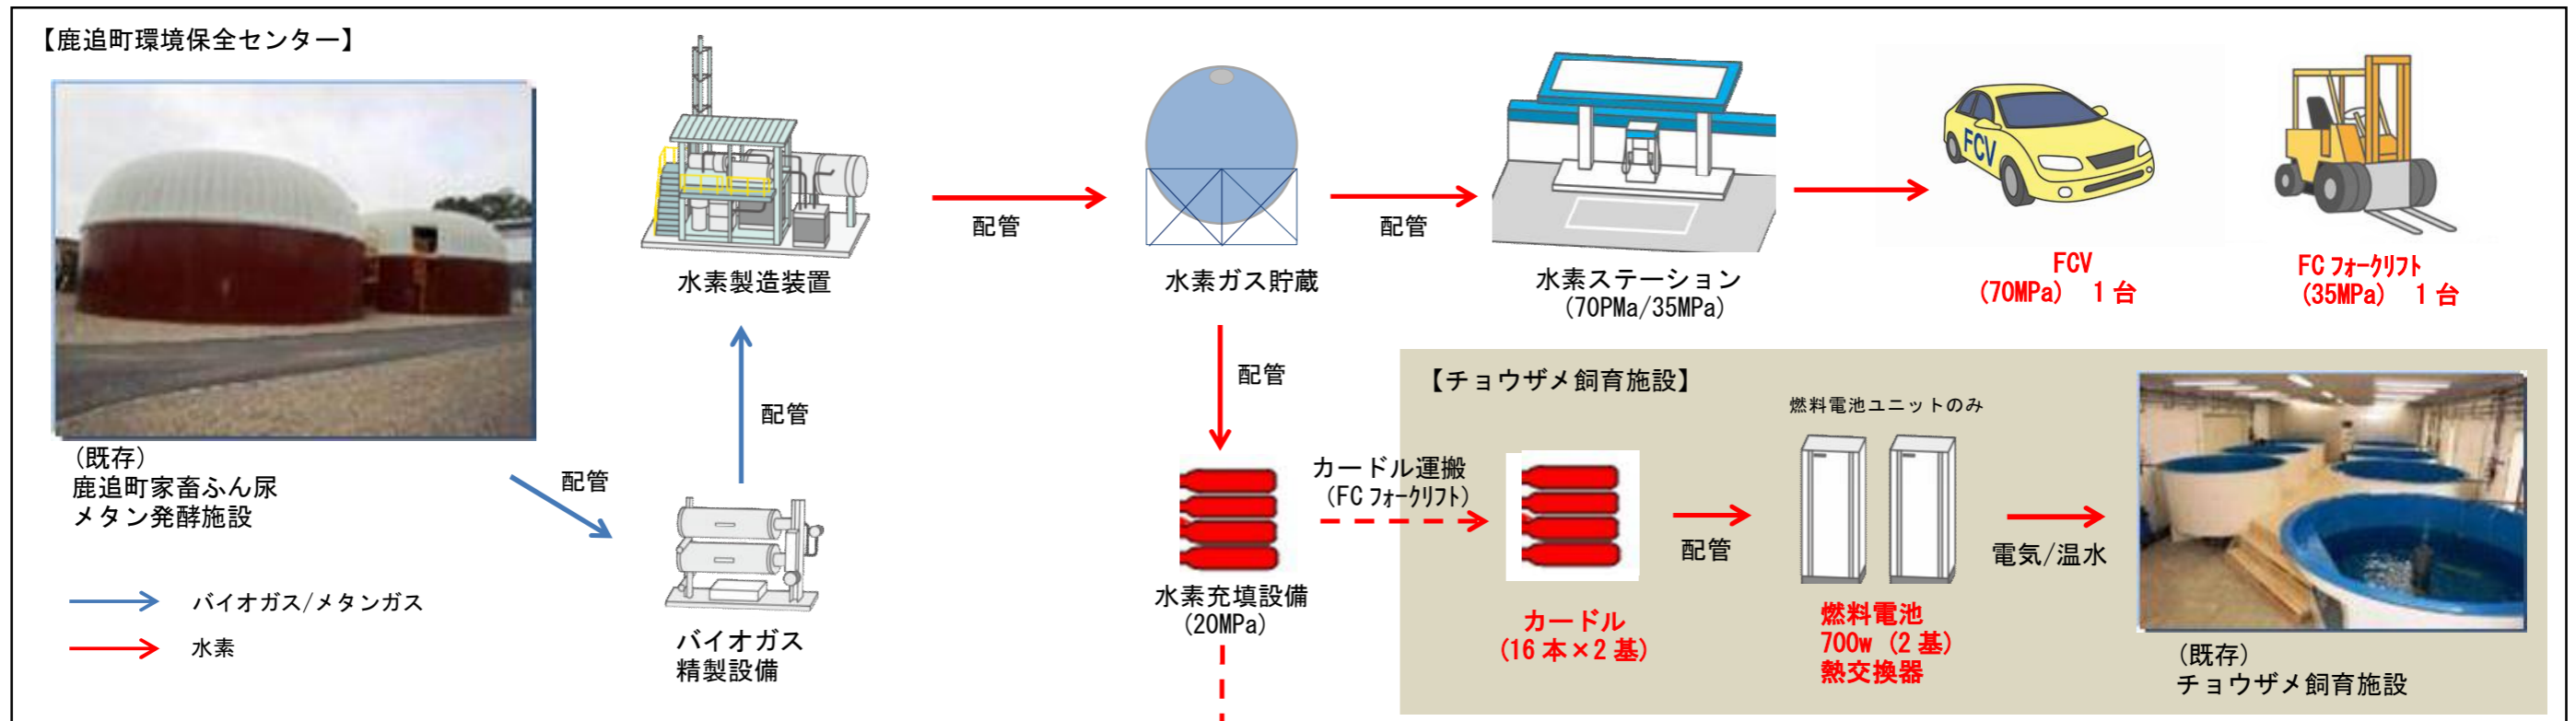 【鹿追町環境保全センター】
水素製造装置
配管
水素ガス貯蔵
配管
水素ステーション
(70PMa/35MPa)
FCV
FCV
(70MPa) 1台
FCフォークリフト
(35MPa) 1台
(既存)
鹿追町家畜ふん尿
メタン発酵施設
配管
配管
バイオガス
精製設備
バイオガス/メタンガス
水素
配管
水素充填設備
(20MPa)
カードル運搬
(FCフォークリフト)
【チョウザメ飼育施設】
カードル
(16本×2基)
配管
燃料電池ユニットのみ
燃料電池
700w (2基)
熱交換器
電気/温水
(既存)
チョウザメ飼育施設